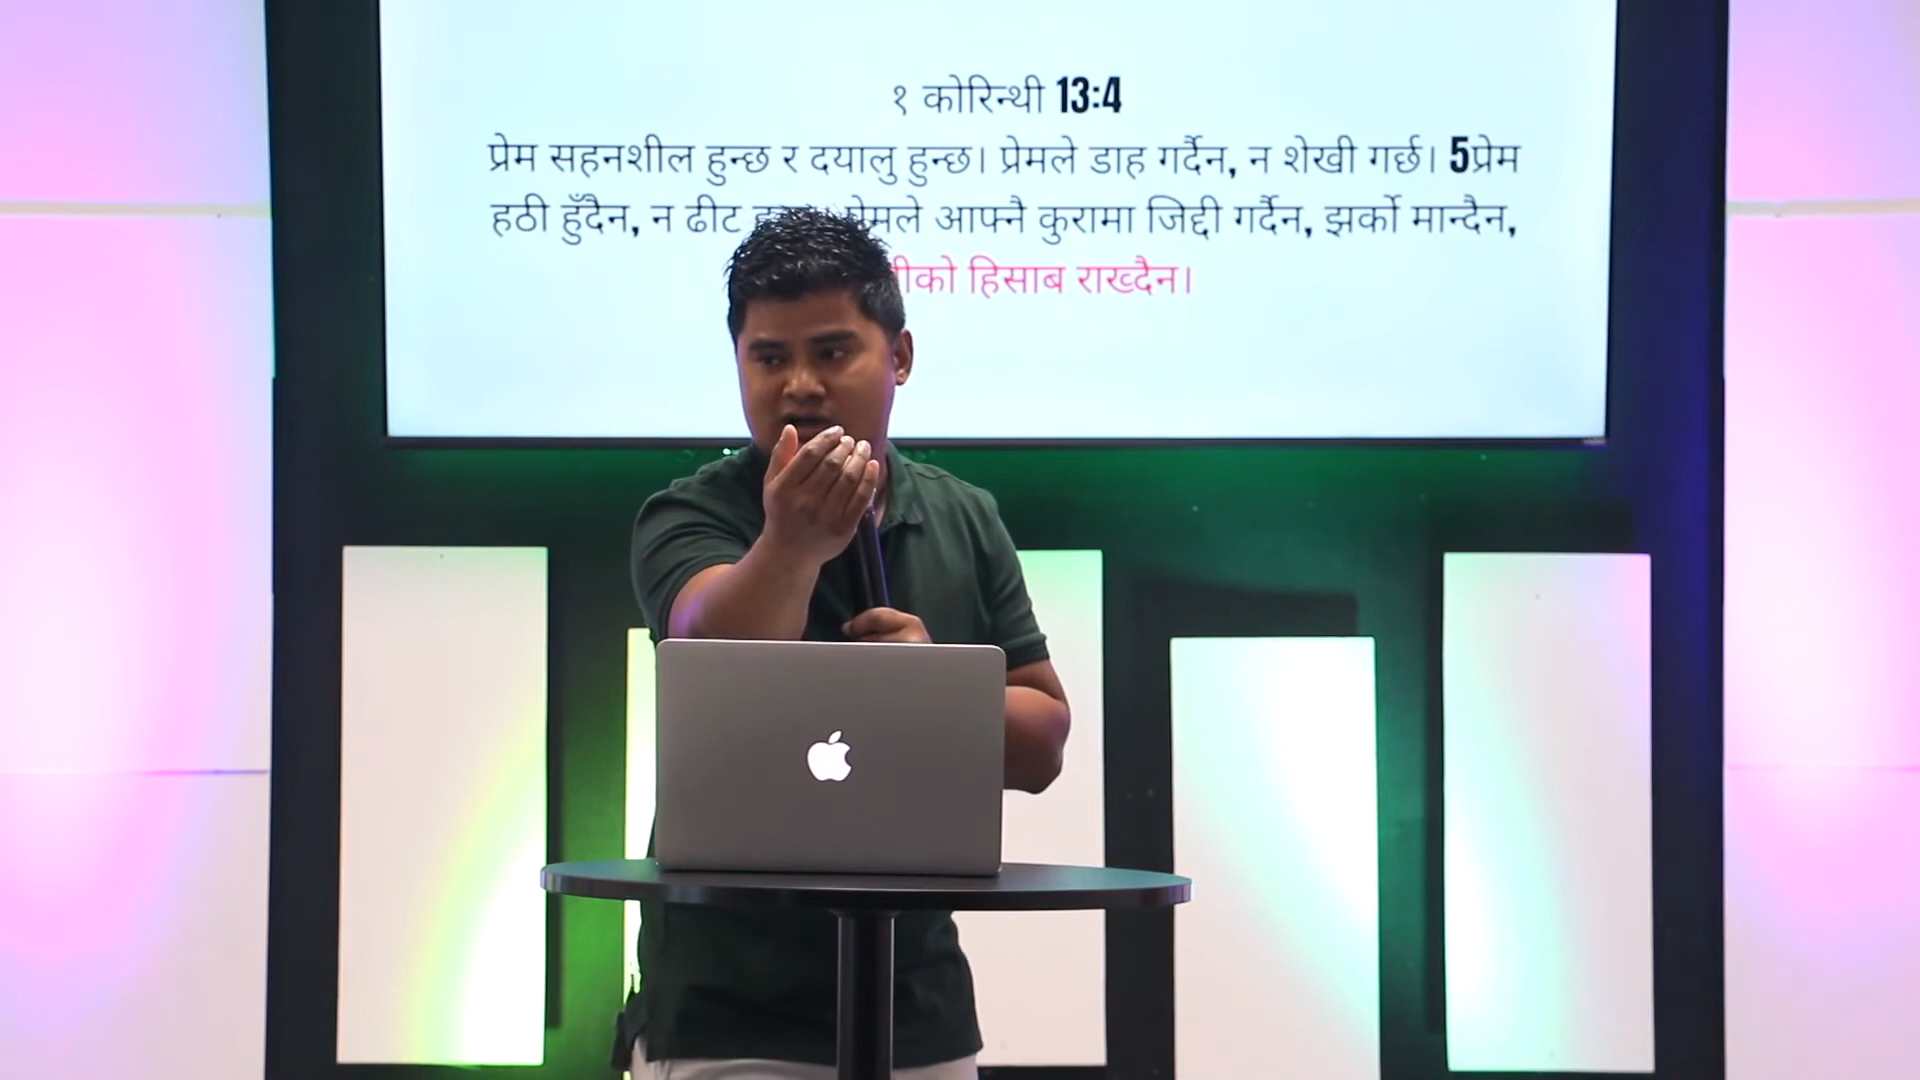 १ कोरिन्थी 13:4
प्रेम सहनशील हुन्छ र दयालु हुन्छ। प्रेमले डाह गर्दैन, न शेखी गर्छ। 5प्रेम
हठी हुँदैन, न ढीट आफ्नै कुरामा जिद्दी गर्दैन, झर्को मान्दैन,
हिसाब राख्दैन।